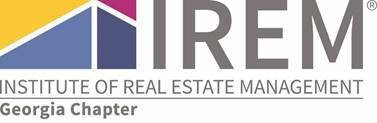 IREM®
INSTITUTE OF REAL ESTATE MANAGEMENT
Georgia Chapter